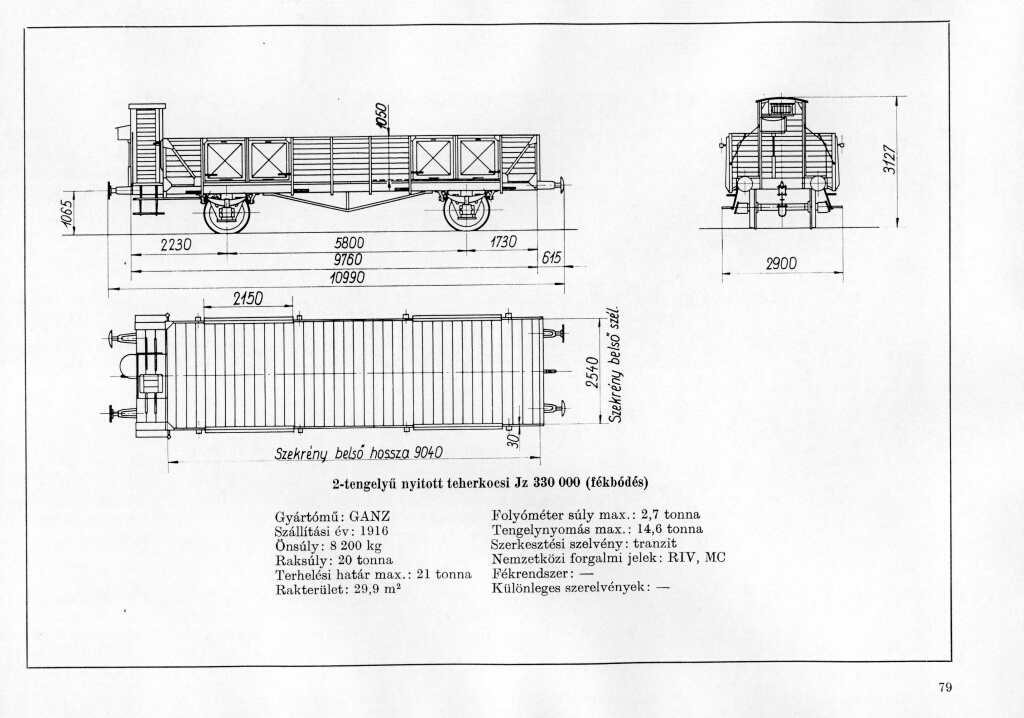 1050
3127
1065
2230
5800
1730
9760
615
10990
2900
2150
2540
Szekrény belső szél.
30
Szekrény belső hossza 9040
2-tengelyű nyitott teherkocsi Jz 330 000 (fékbódés)
Gyártómű: GANZ
Szállítási év: 1916
Önsúly: 8 200 kg
Raksúly: 20 tonna
Terhelési határ max.: 21 tonna
Rakterület: 29,9 m²
Folyóméter súly max.: 2,7 tonna
Tengelynyomás max.: 14,6 tonna
Szerkesztési szelvény: tranzit
Nemzetközi forgalmi jelek: RIV, MC
Fékrendszer: —
Különleges szerelvények: —
79